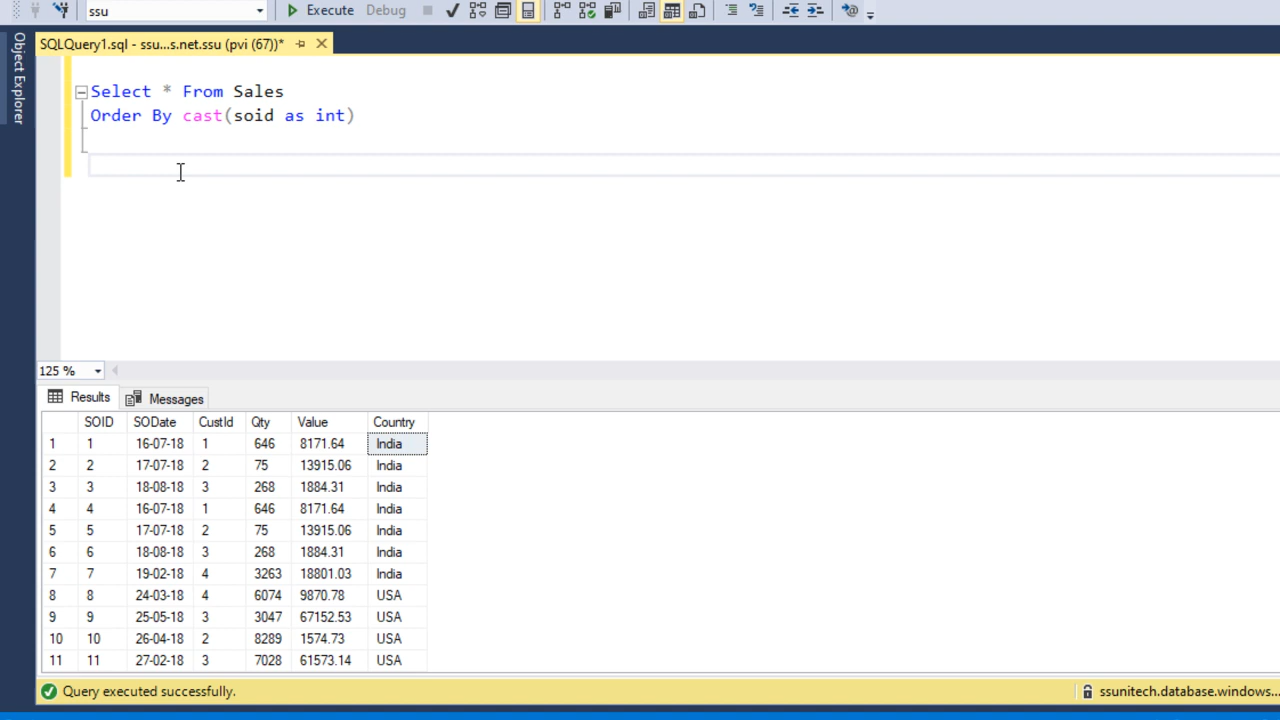 ssu Execute Debug
SQLQuery1.sql - ssu...s.net.ssu (pvi (67))*
Object Explorer
Select * From Sales
Order By cast(soid as int)
125 %
Results Messages
SOID SODate CustId Qty Value Country
1 1 16-07-18 1 646 8171.64 India
2 2 17-07-18 2 75 13915.06 India
3 3 18-08-18 3 268 1884.31 India
4 4 16-07-18 1 646 8171.64 India
5 5 17-07-18 2 75 13915.06 India
6 6 18-08-18 3 268 1884.31 India
7 7 19-02-18 4 3263 18801.03 India
8 8 24-03-18 4 6074 9870.78 USA
9 9 25-05-18 3 3047 67152.53 USA
10 10 26-04-18 2 8289 1574.73 USA
11 11 27-02-18 3 7028 61573.14 USA
Query executed successfully. ssunitech.database.windows...